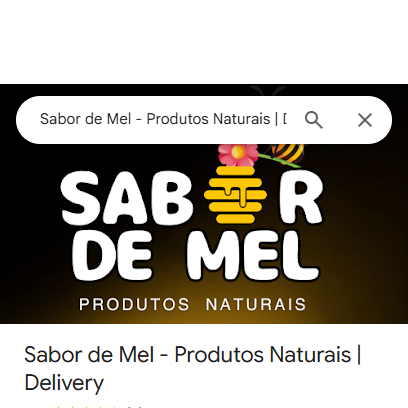 Sabor de Mel - Produtos Naturais |
SABOR
DE MEL
PRODUTOS NATURAIS
Sabor de Mel - Produtos Naturais |
Delivery